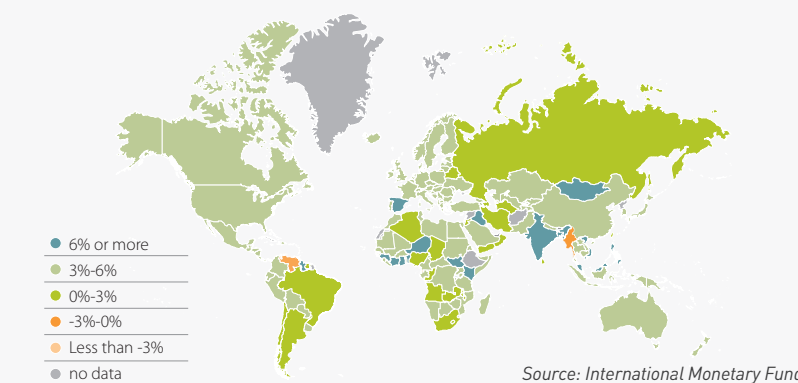 6% or more
3%-6%
0%-3%
-3%-0%
Less than -3%
no data
Source: International Monetary Fund